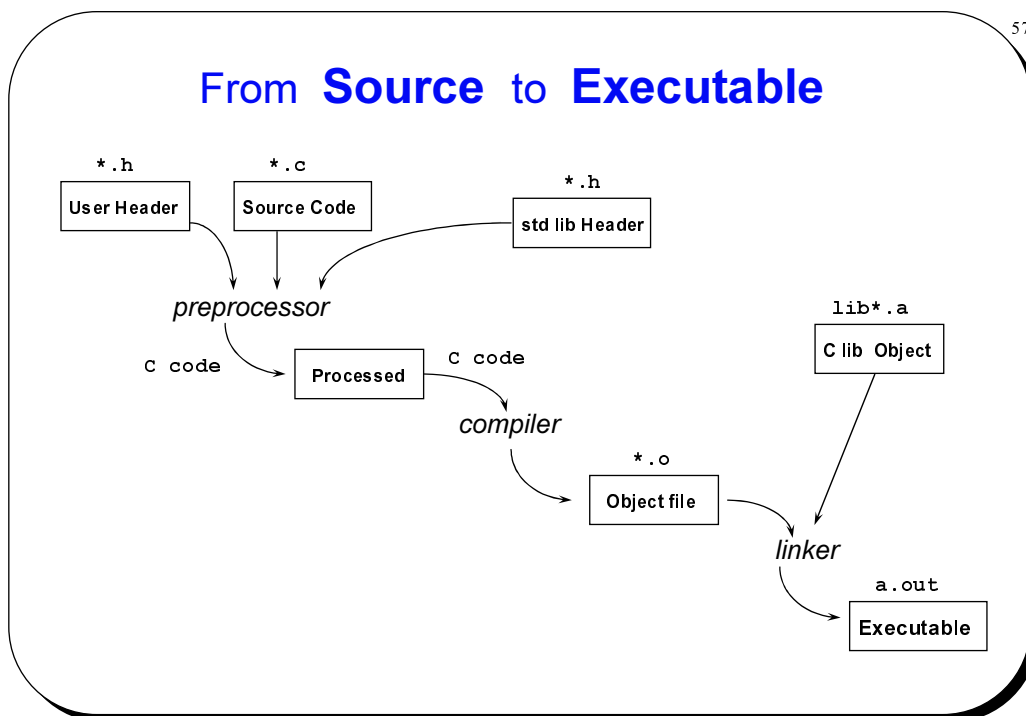 57
From Source to Executable
*.h
User Header
*.c
Source Code
*.h
std lib Header
preprocessor
C code
Processed
C code
compiler
lib*.a
C lib Object
*.o
Object file
linker
a.out
Executable